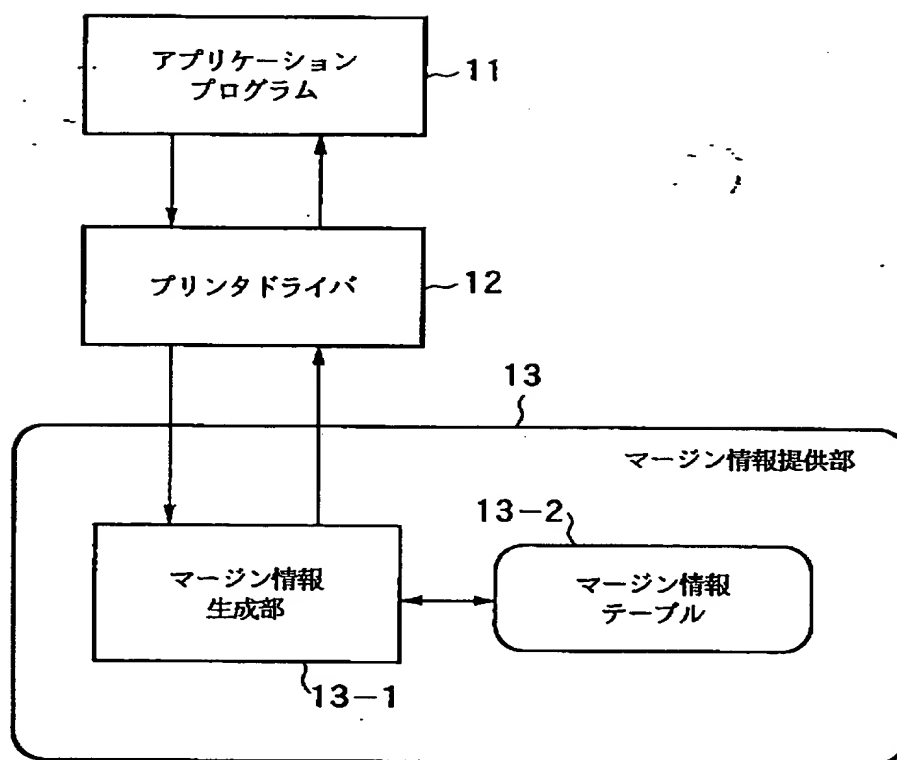 アプリケーション
プログラム
11
プリンタドライバ
12
13
マージン情報提供部
13-2
マージン情報
生成部
マージン情報
テーブル
13-1